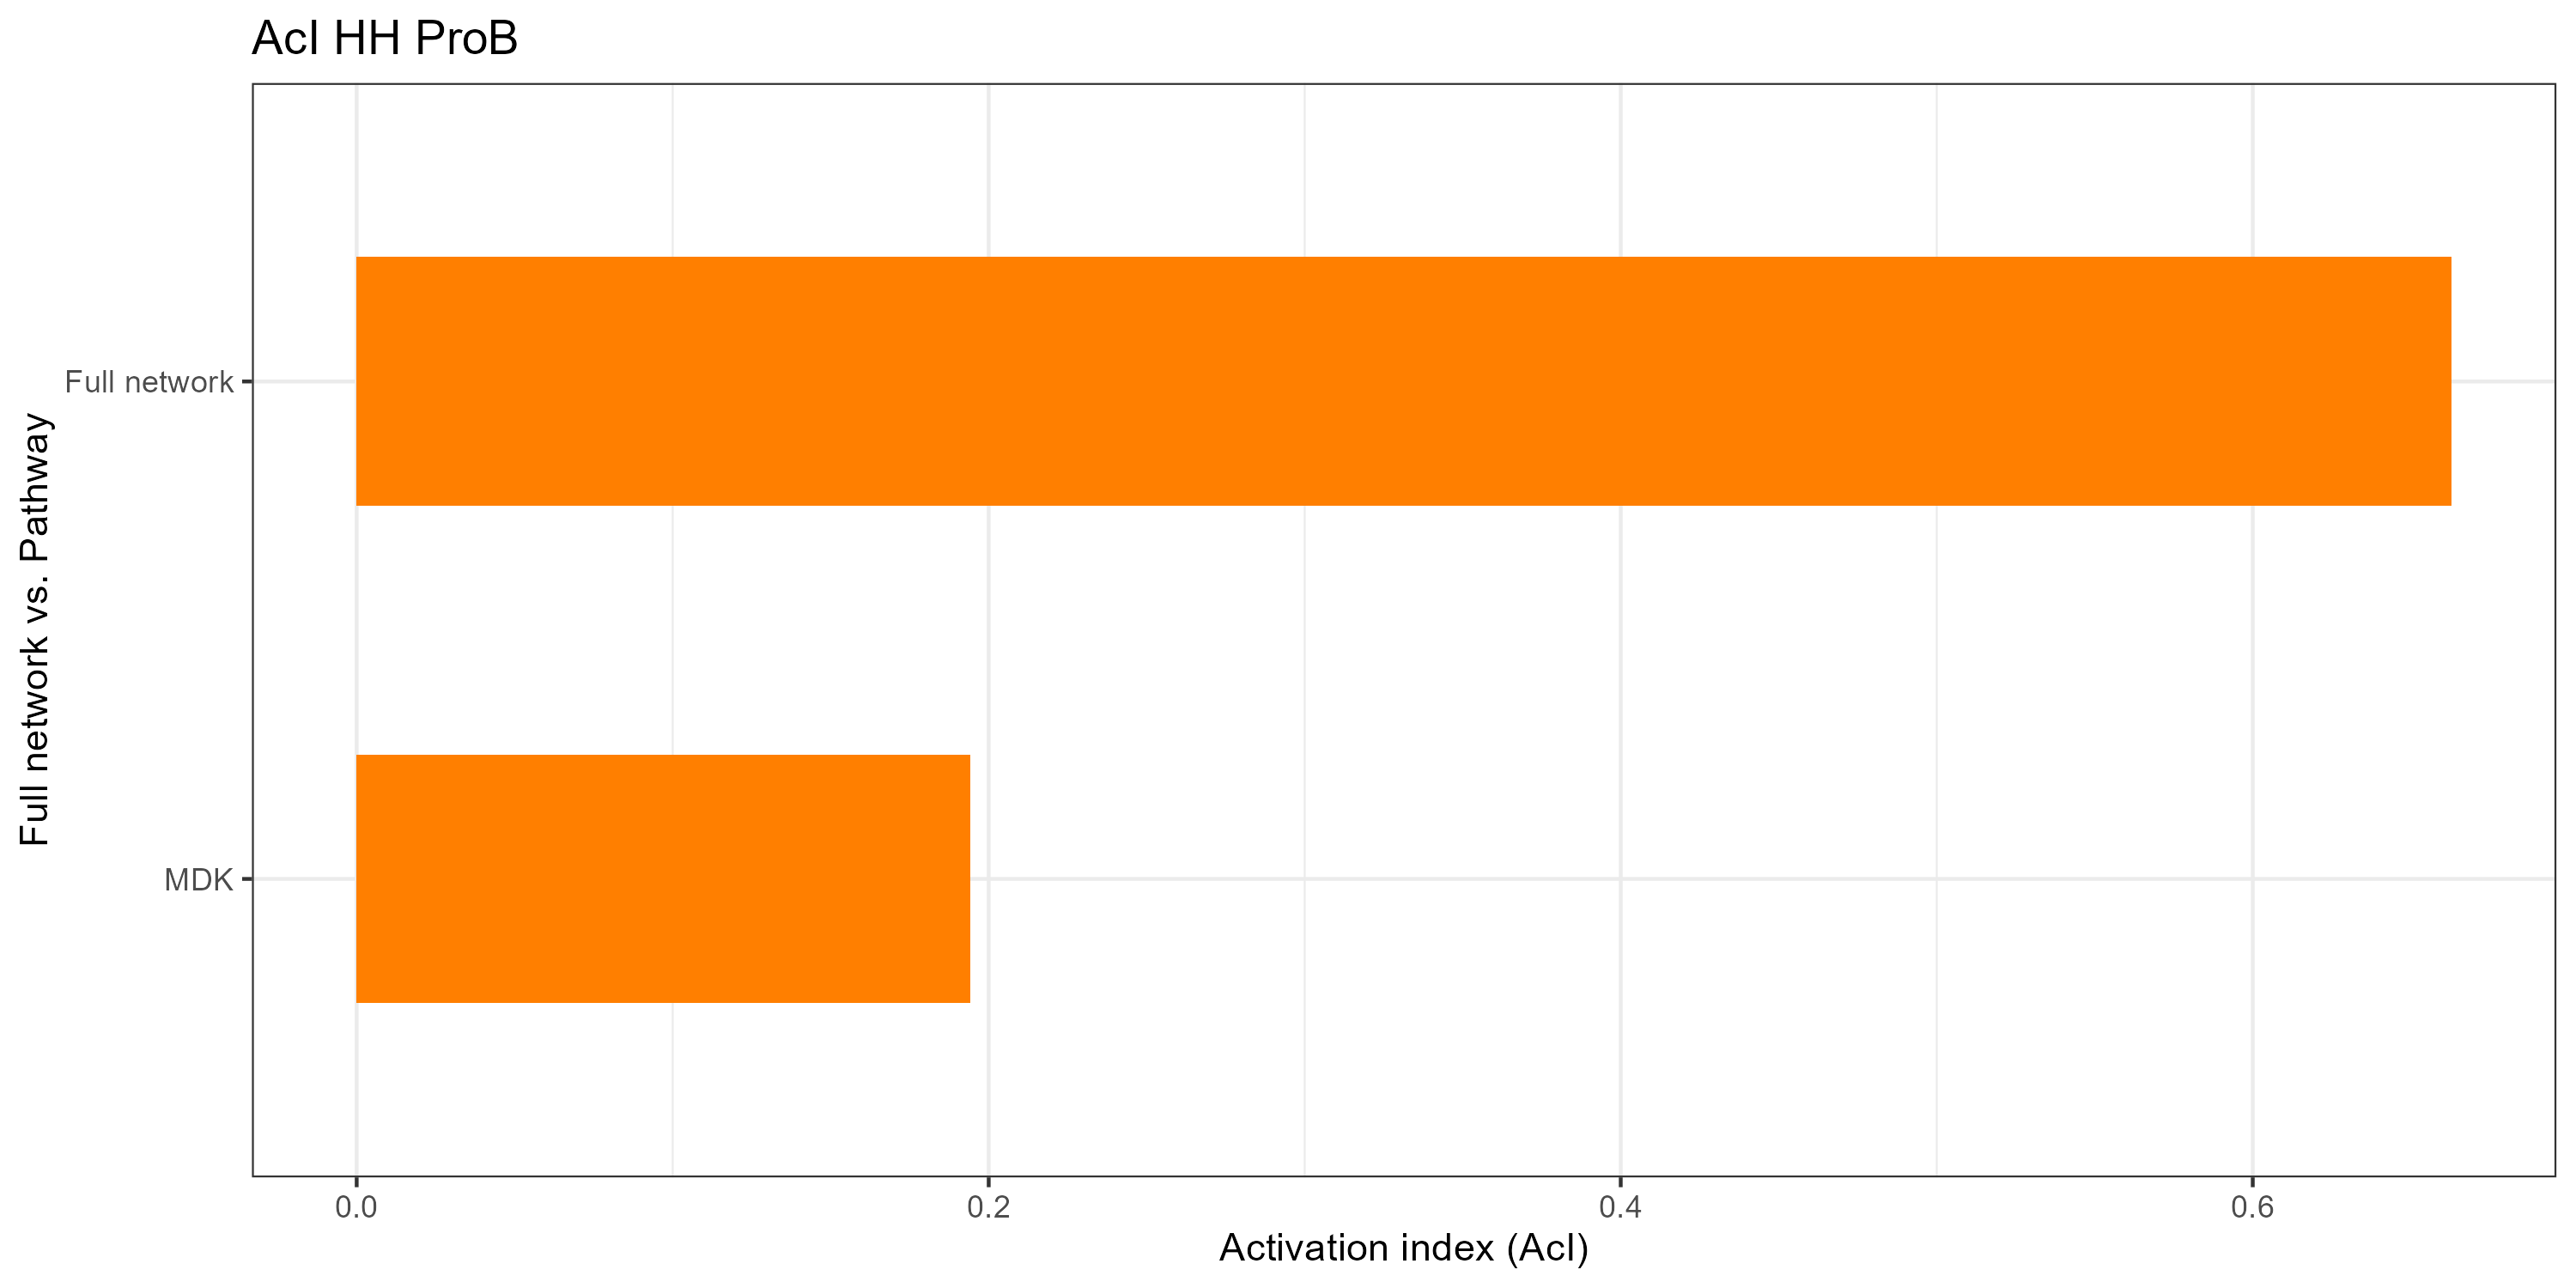 AcI HH ProB
Full network vs. Pathway
Full network
MDK
0.0
0.2
0.4
0.6
Activation index (AcI)